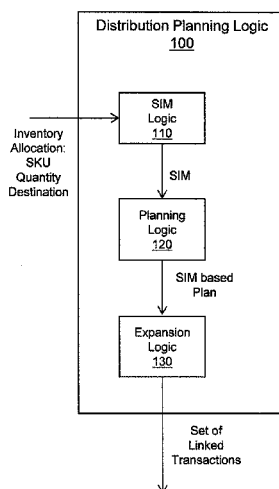 Distribution Planning Logic
100
SIM
Logic
110
Inventory
Allocation:
SKU
Quantity
Destination
SIM
Planning
Logic
120
SIM based
Plan
Expansion
Logic
130
Set of
Linked
Transactions